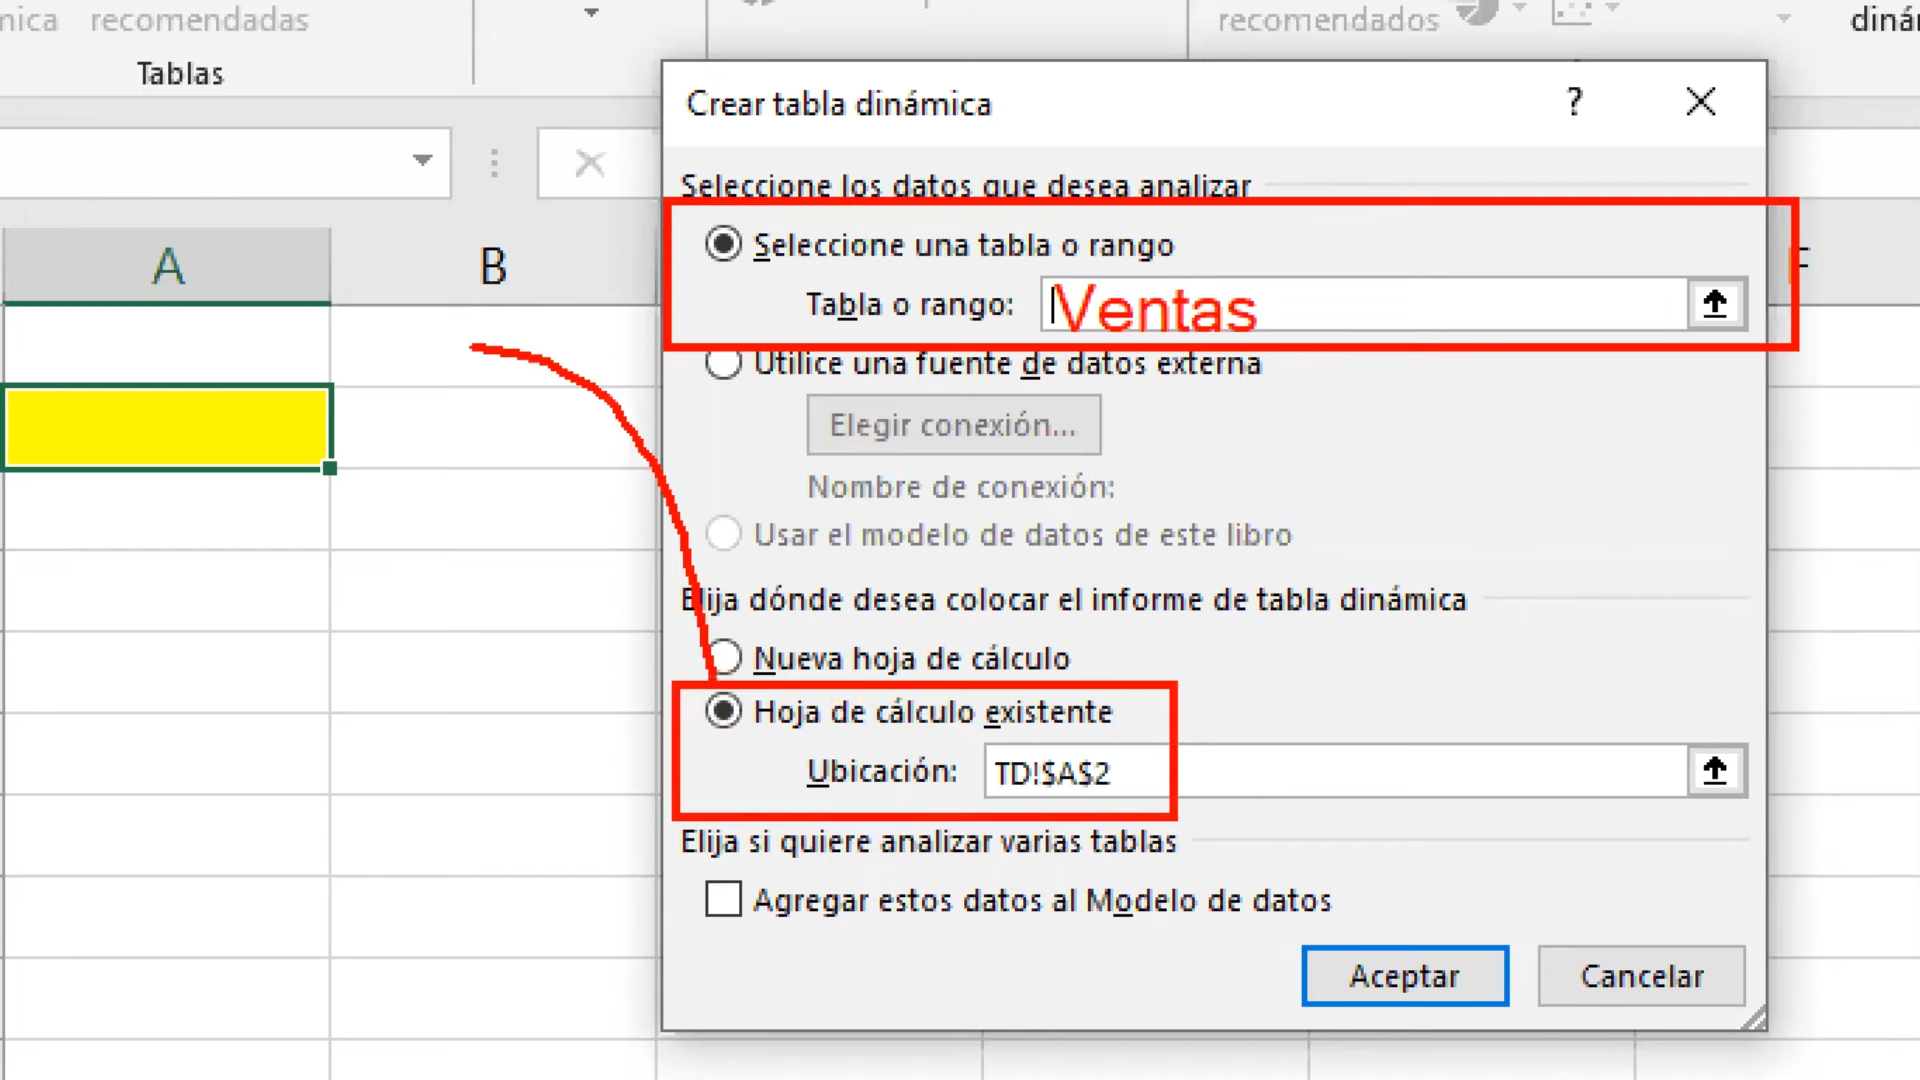 recomendadas
recomendados
Tablas
Crear tabla dinámica
?
Seleccione los datos que desea analizar
A
B
Seleccione una tabla o rango
Tabla o rango: Ventas
Utilice una fuente de datos externa
Elegir conexión...
Nombre de conexión:
Usar el modelo de datos de este libro
Elija dónde desea colocar el informe de tabla dinámica
Nueva hoja de cálculo
Hoja de cálculo existente
Ubicación: TD!$A$2
Elija si quiere analizar varias tablas
Agregar estos datos al Modelo de datos
Aceptar
Cancelar